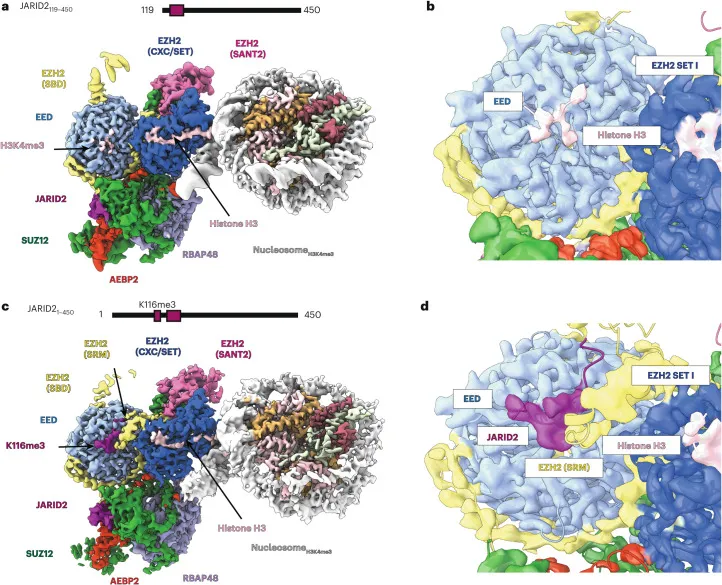 a
JARID2119–450
119
450
EZH2
(CXC/SET)
EZH2
(SANT2)
EZH2
(SBD)
EED
H3K4me3
JARID2
SUZ12
AEBP2
RBAP48
Histone H3
NucleosomeH3K4me3
b
EZH2 SET I
EED
Histone H3
c
JARID21–450
1
K116me3
450
EZH2
(SRM)
EZH2
(CXC/SET)
EZH2
(SANT2)
EZH2
(SBD)
EED
K116me3
JARID2
SUZ12
AEBP2
RBAP48
Histone H3
NucleosomeH3K4me3
d
EZH2 SET I
EED
JARID2
Histone H3
EZH2 (SRM)